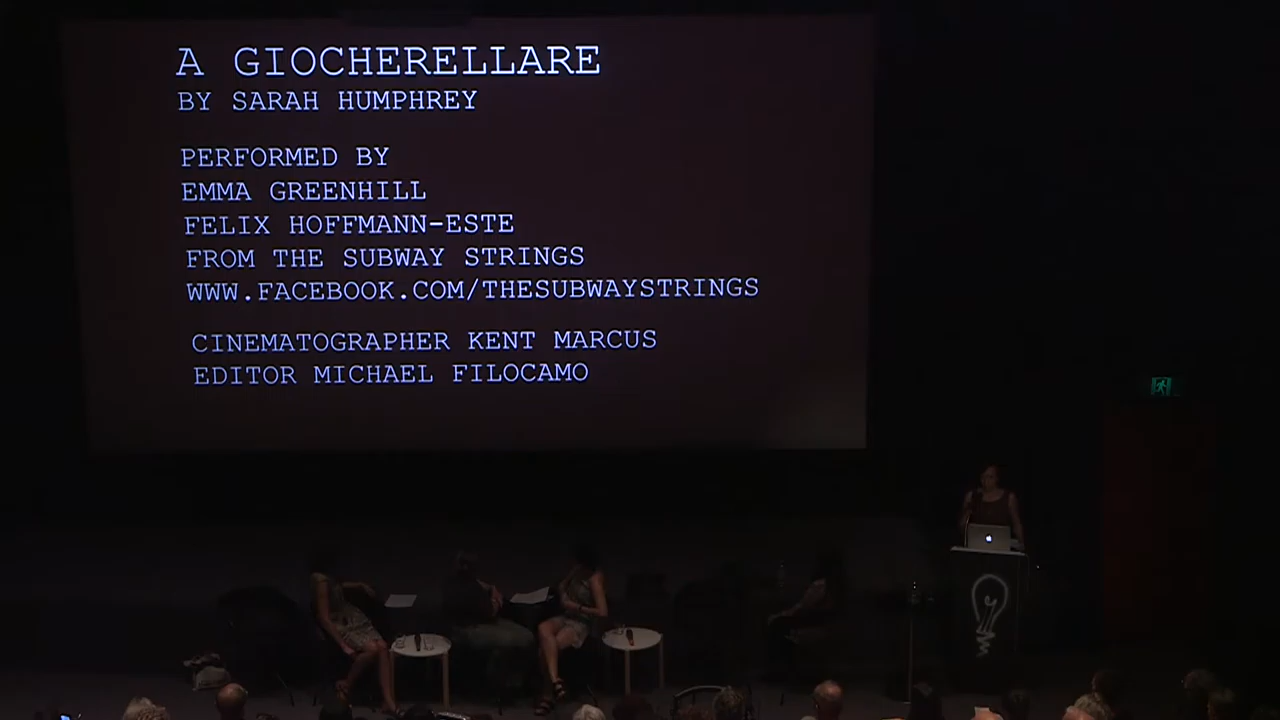 A GIOCHERELLARE
BY SARAH HUMPHREY
PERFORMED BY
EMMA GREENHILL
FELIX HOFFMANN-ESTE
FROM THE SUBWAY STRINGS
WWW.FACEBOOK.COM/THESUBWAYSTRINGS
CINEMATOGRAPHER KENT MARCUS
EDITOR MICHAEL FILOCAMO